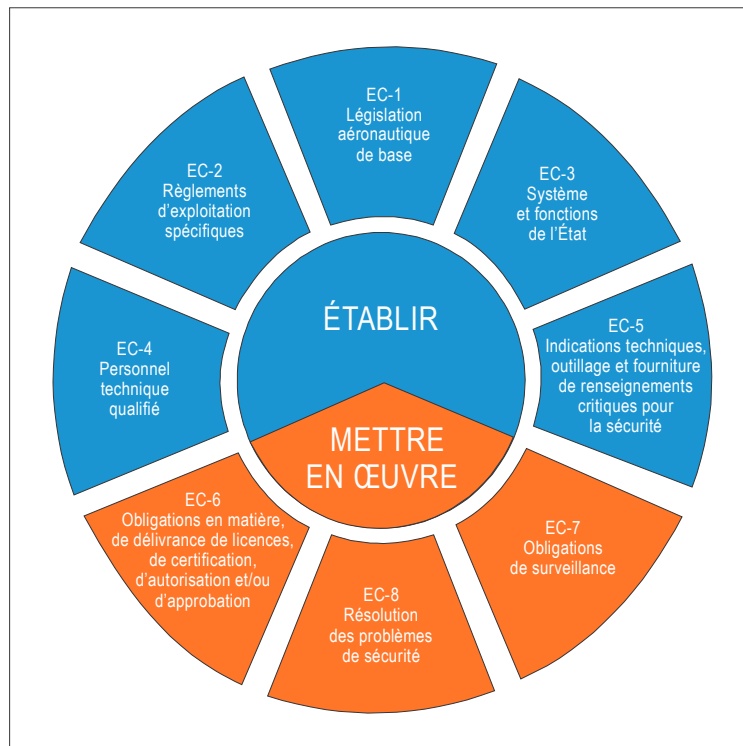 EC-1
Législation
aéronautique
de base
EC-2
Règlements
d'exploitation
spécifiques
EC-3
Système
et fonctions
de l'État
ÉTABLIR
EC-4
Personnel
technique
qualifié
EC-5
Indications techniques,
outillage et fourniture
de renseignements
critiques pour
la sécurité
METTRE
EN ŒUVRE
EC-6
Obligations en matière,
de délivrance de licences,
de certification,
d'autorisation et/ou
d'approbation
EC-7
Obligations
de surveillance
EC-8
Résolution
des problèmes
de sécurité